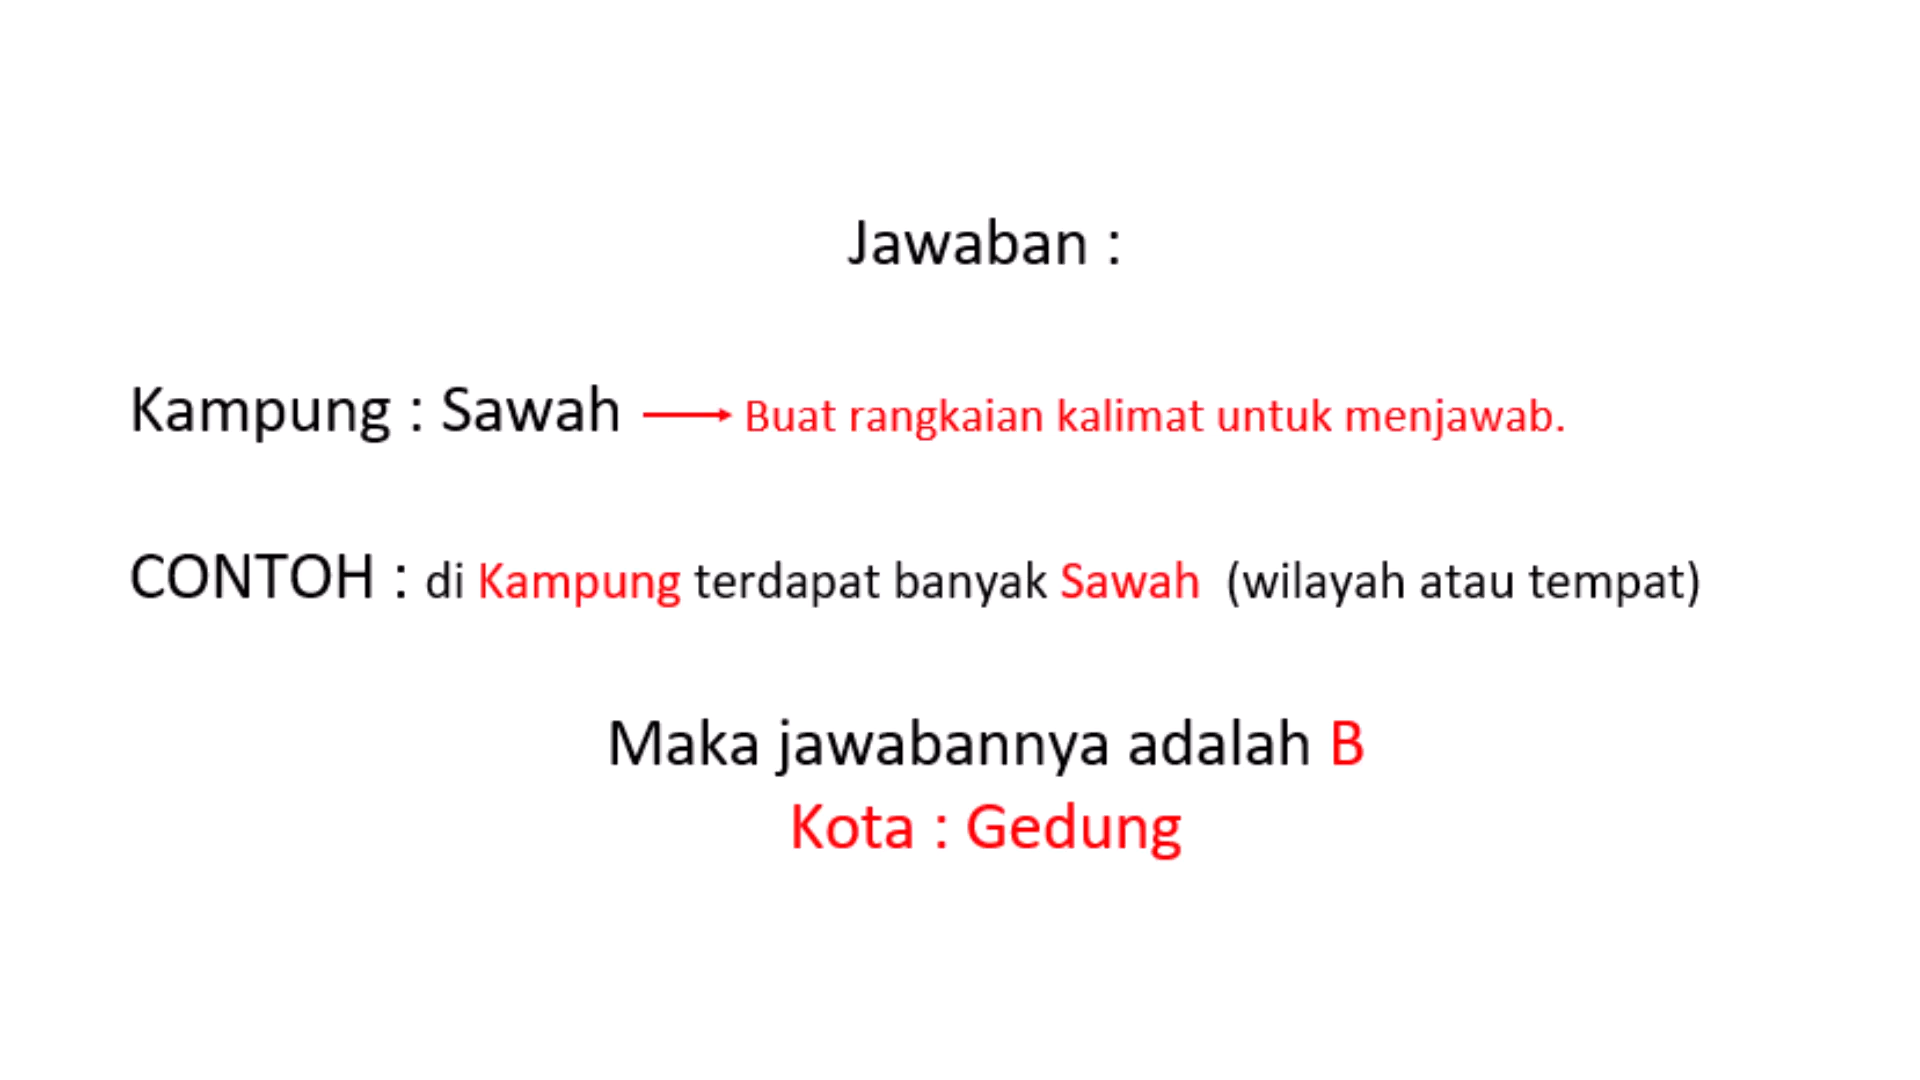 Jawaban :
Kampung : Sawah → Buat rangkaian kalimat untuk menjawab.
CONTOH : di Kampung terdapat banyak Sawah (wilayah atau tempat)
Maka jawabannya adalah B
Kota : Gedung